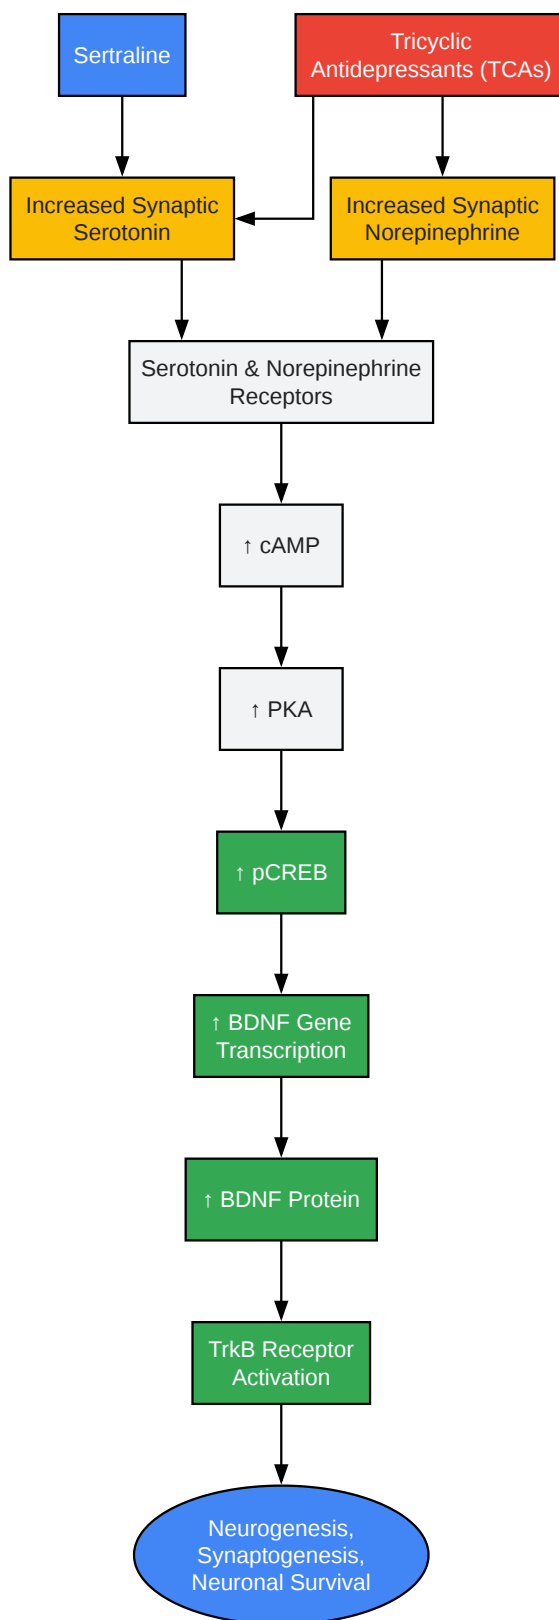 Sertraline
Tricyclic
Antidepressants (TCAs)
Increased Synaptic
Serotonin
Increased Synaptic
Norepinephrine
Serotonin & Norepinephrine
Receptors
↑ cAMP
↑ PKA
↑ pCREB
↑ BDNF Gene
Transcription
↑ BDNF Protein
TrkB Receptor
Activation
Neurogenesis,
Synaptogenesis,
Neuronal Survival